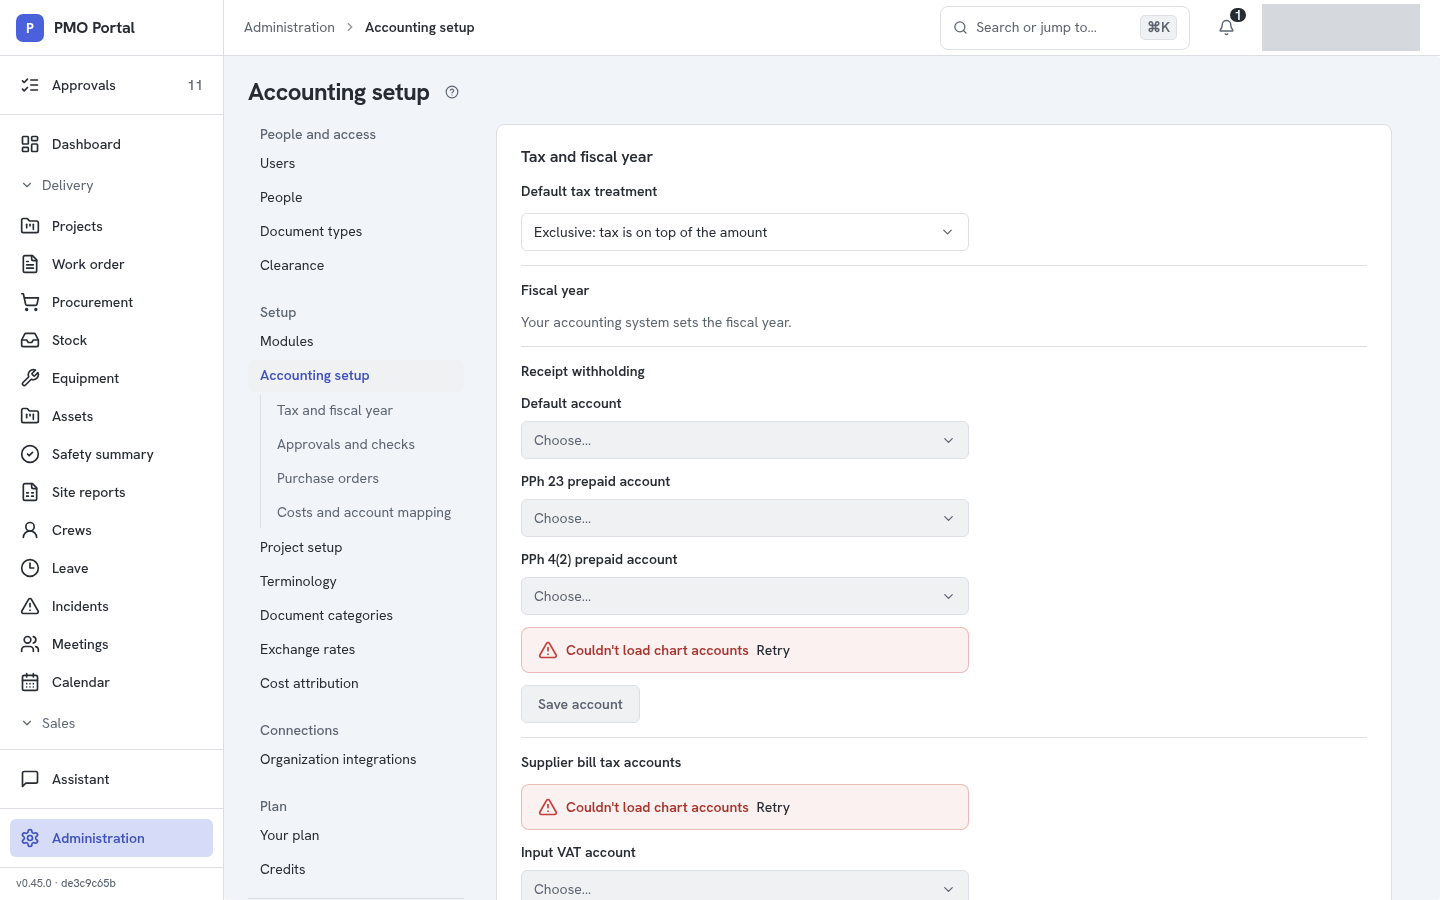 P
PMO Portal
Administration
Accounting setup
Search or jump to...
⌘K
1
Approvals
11
Dashboard
Delivery
Projects
Work order
Procurement
Stock
Equipment
Assets
Safety summary
Site reports
Crews
Leave
Incidents
Meetings
Calendar
Sales
Assistant
Administration
v0.45.0 · de3c9c65b
Accounting setup
People and access
Users
People
Document types
Clearance
Setup
Modules
Accounting setup
Tax and fiscal year
Approvals and checks
Purchase orders
Costs and account mapping
Project setup
Terminology
Document categories
Exchange rates
Cost attribution
Connections
Organization integrations
Plan
Your plan
Credits
Tax and fiscal year
Default tax treatment
Exclusive: tax is on top of the amount
Fiscal year
Your accounting system sets the fiscal year.
Receipt withholding
Default account
Choose...
PPh 23 prepaid account
Choose...
PPh 4(2) prepaid account
Choose...
Couldn't load chart accounts Retry
Save account
Supplier bill tax accounts
Couldn't load chart accounts Retry
Input VAT account
Choose...